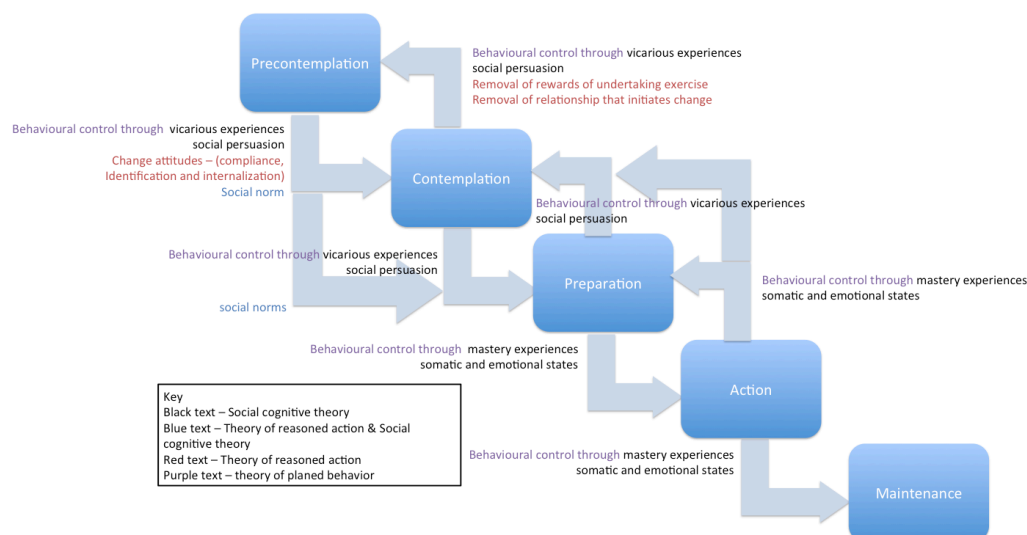 Precontemplation
Behavioural control through vicarious experiences
social persuasion
Removal of rewards of undertaking exercise
Removal of relationship that initiates change
Behavioural control through vicarious experiences
social persuasion
Change attitudes – (compliance,
Identification and internalization)
Social norm
Contemplation
Behavioural control through vicarious experiences
social persuasion
Behavioural control through vicarious experiences
social persuasion
social norms
Preparation
Behavioural control through mastery experiences
somatic and emotional states
Behavioural control through mastery experiences
somatic and emotional states
Action
Key
Black text – Social cognitive theory
Blue text – Theory of reasoned action & Social
cognitive theory
Red text – Theory of reasoned action
Purple text – theory of planed behavior
Behavioural control through mastery experiences
somatic and emotional states
Maintenance